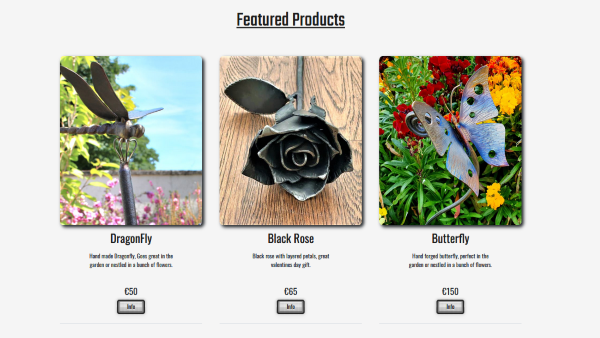 Featured Products
DragonFly
Hand made Dragonfly, Goes great in the
garden or nestled in a bunch of flowers.
€50
Info
Black Rose
Black rose with layered petals, great
valentines day gift.
€65
Info
Butterfly
Hand forged butterfly, perfect in the
garden or nestled in a bunch of flowers.
€150
Info